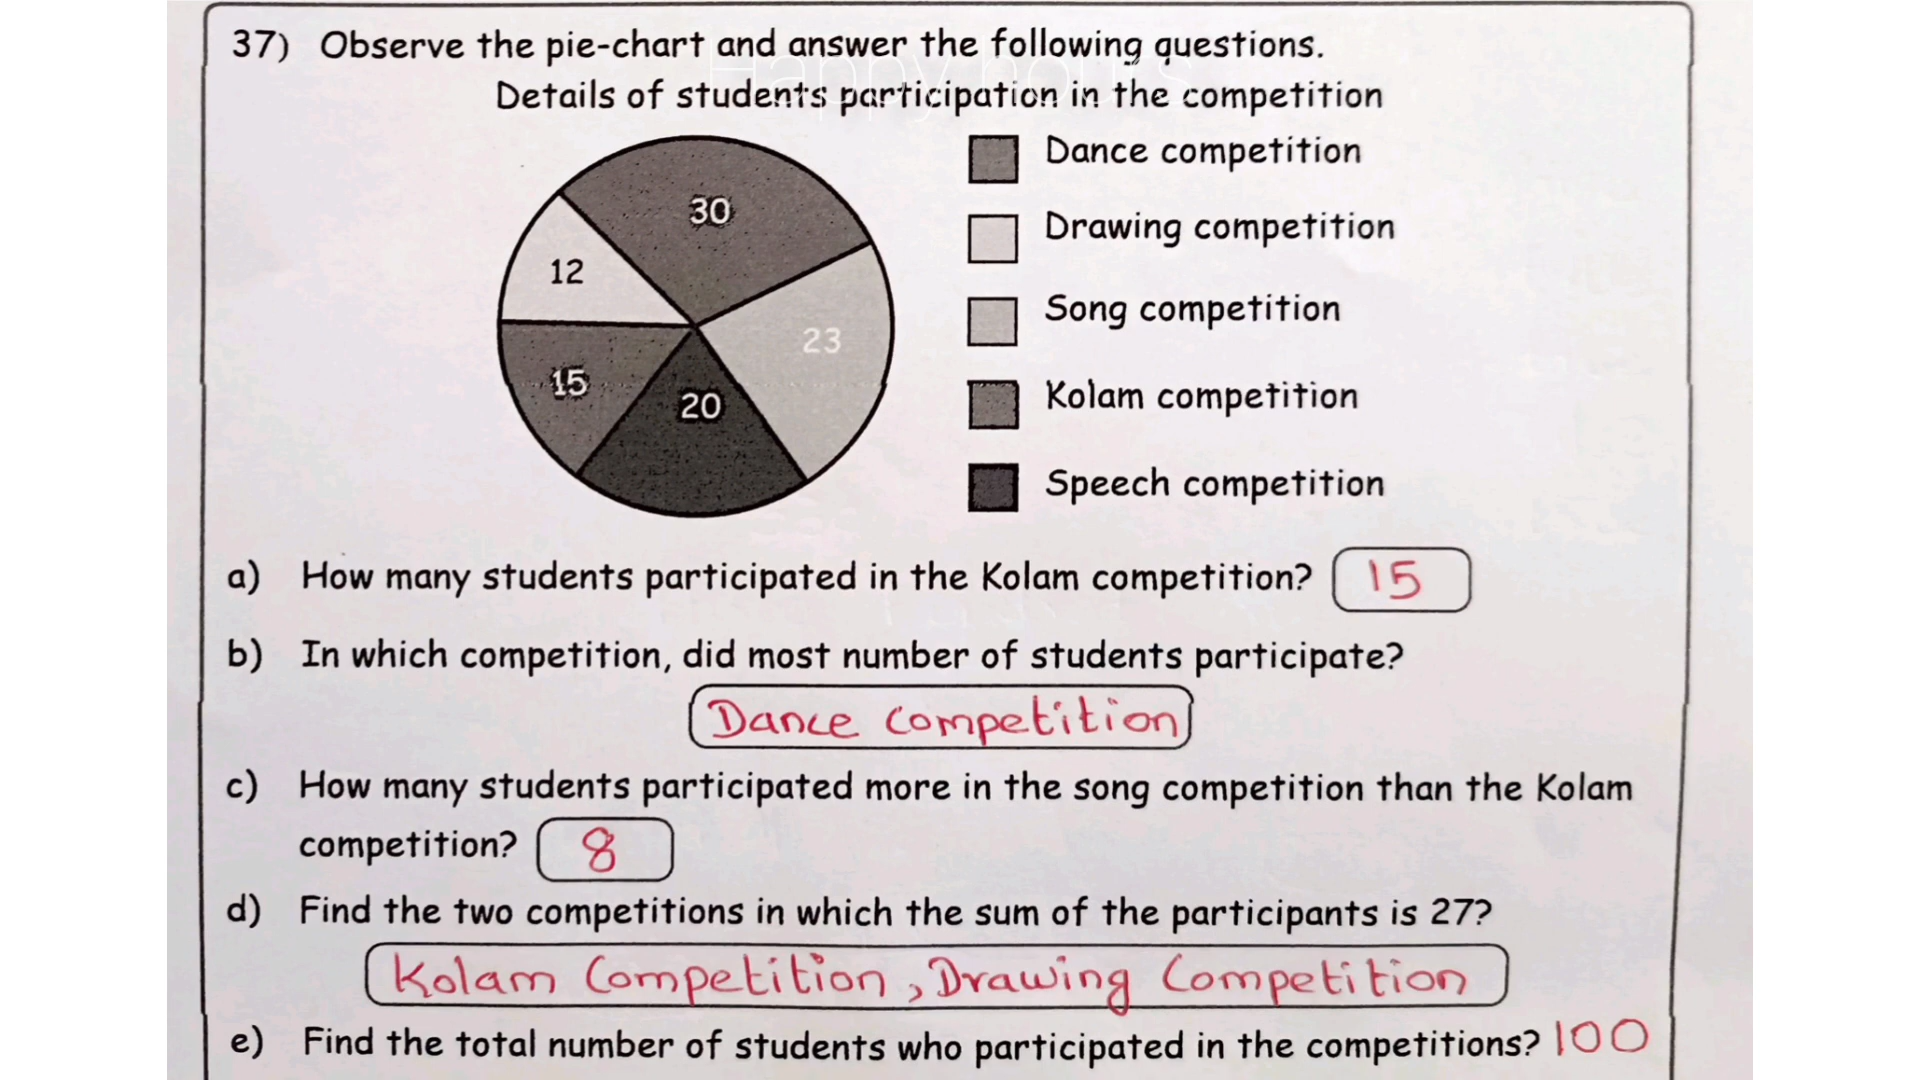 37) Observe the pie-chart and answer the following questions.
Happy hours
Details of students participation in the competition
30
12
23
15
20
Dance competition
Drawing competition
Song competition
Kolam competition
Speech competition
a) How many students participated in the Kolam competition? 15
b) In which competition, did most number of students participate?
Dance Competition
c) How many students participated more in the song competition than the Kolam
competition? 8
d) Find the two competitions in which the sum of the participants is 27?
Kolam Competition, Drawing Competition
e) Find the total number of students who participated in the competitions? 100